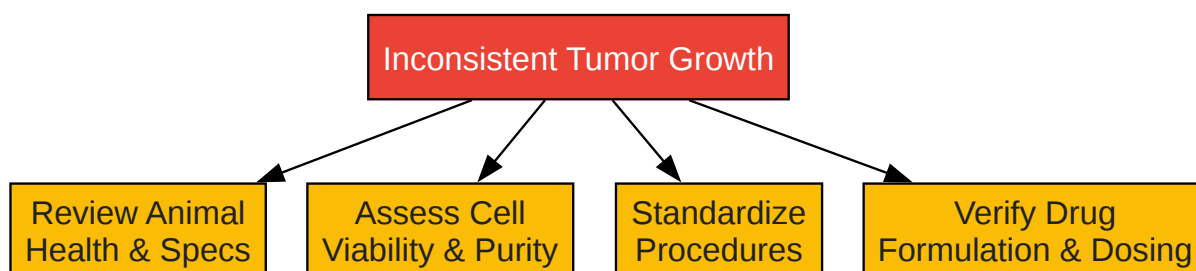 Inconsistent Tumor Growth
Review Animal
Health & Specs
Assess Cell
Viability & Purity
Standardize
Procedures
Verify Drug
Formulation & Dosing